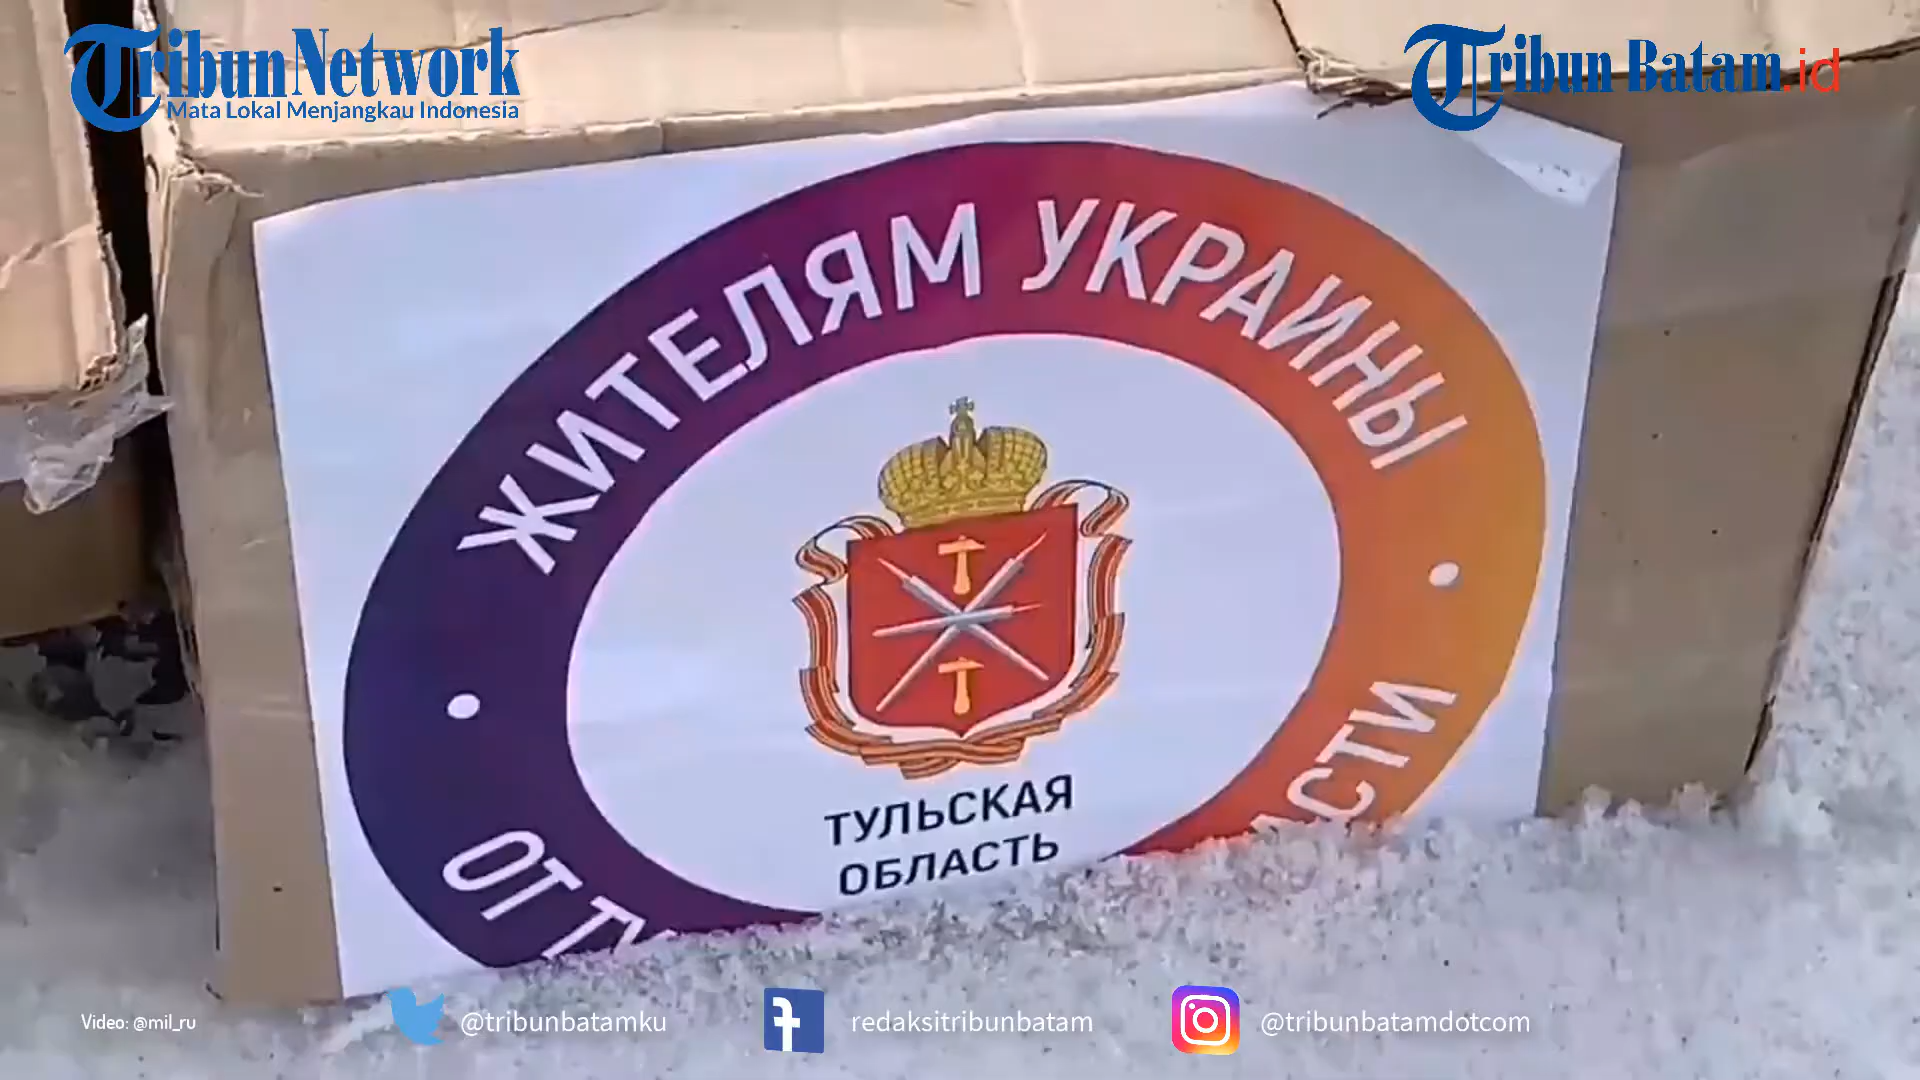 TribunNetwork
Mata Lokal Menjangkau Indonesia
Tribun Batam.id
ЖИТЕЛЯМ УКРАИНЫ
ТУЛЬСКАЯ
ОБЛАСТЬ
ОТ
Video: @mil_ru
@tribunbatamku
redaksitribunbatam
@tribunbatamdotcom